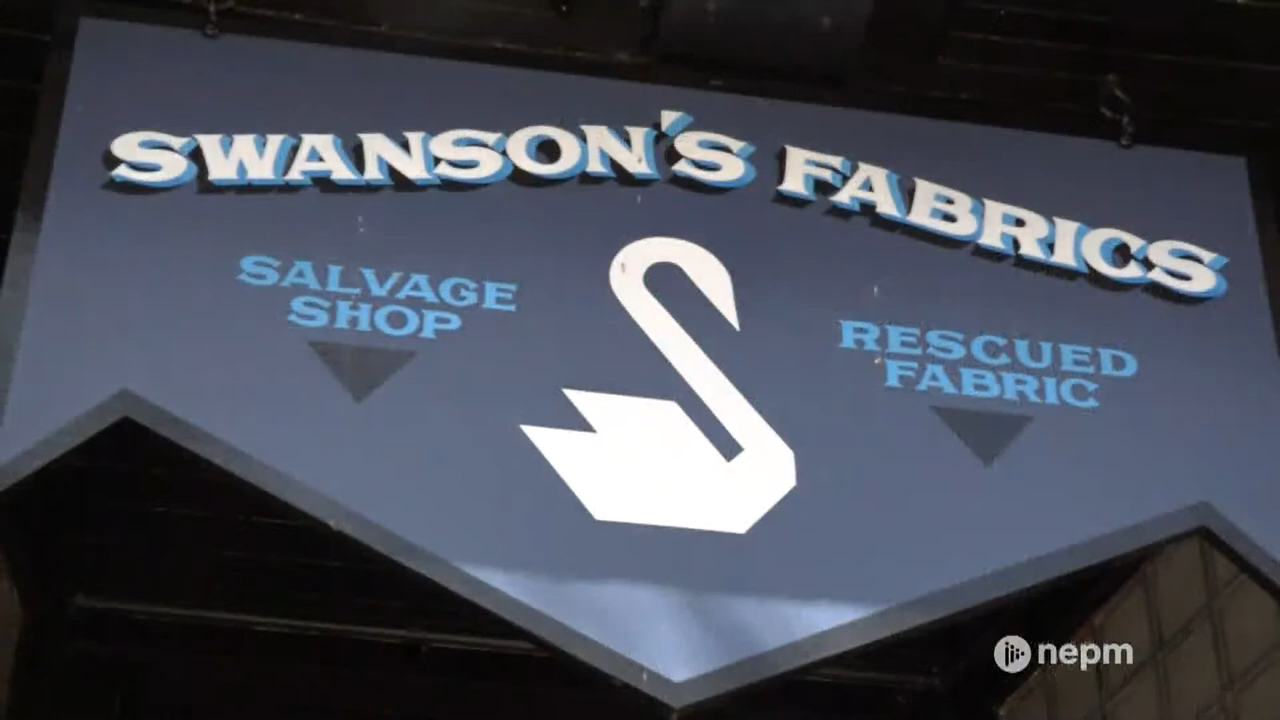 SWANSON'S FABRICS
SALVAGE
SHOP
RESCUED
FABRIC
nepm